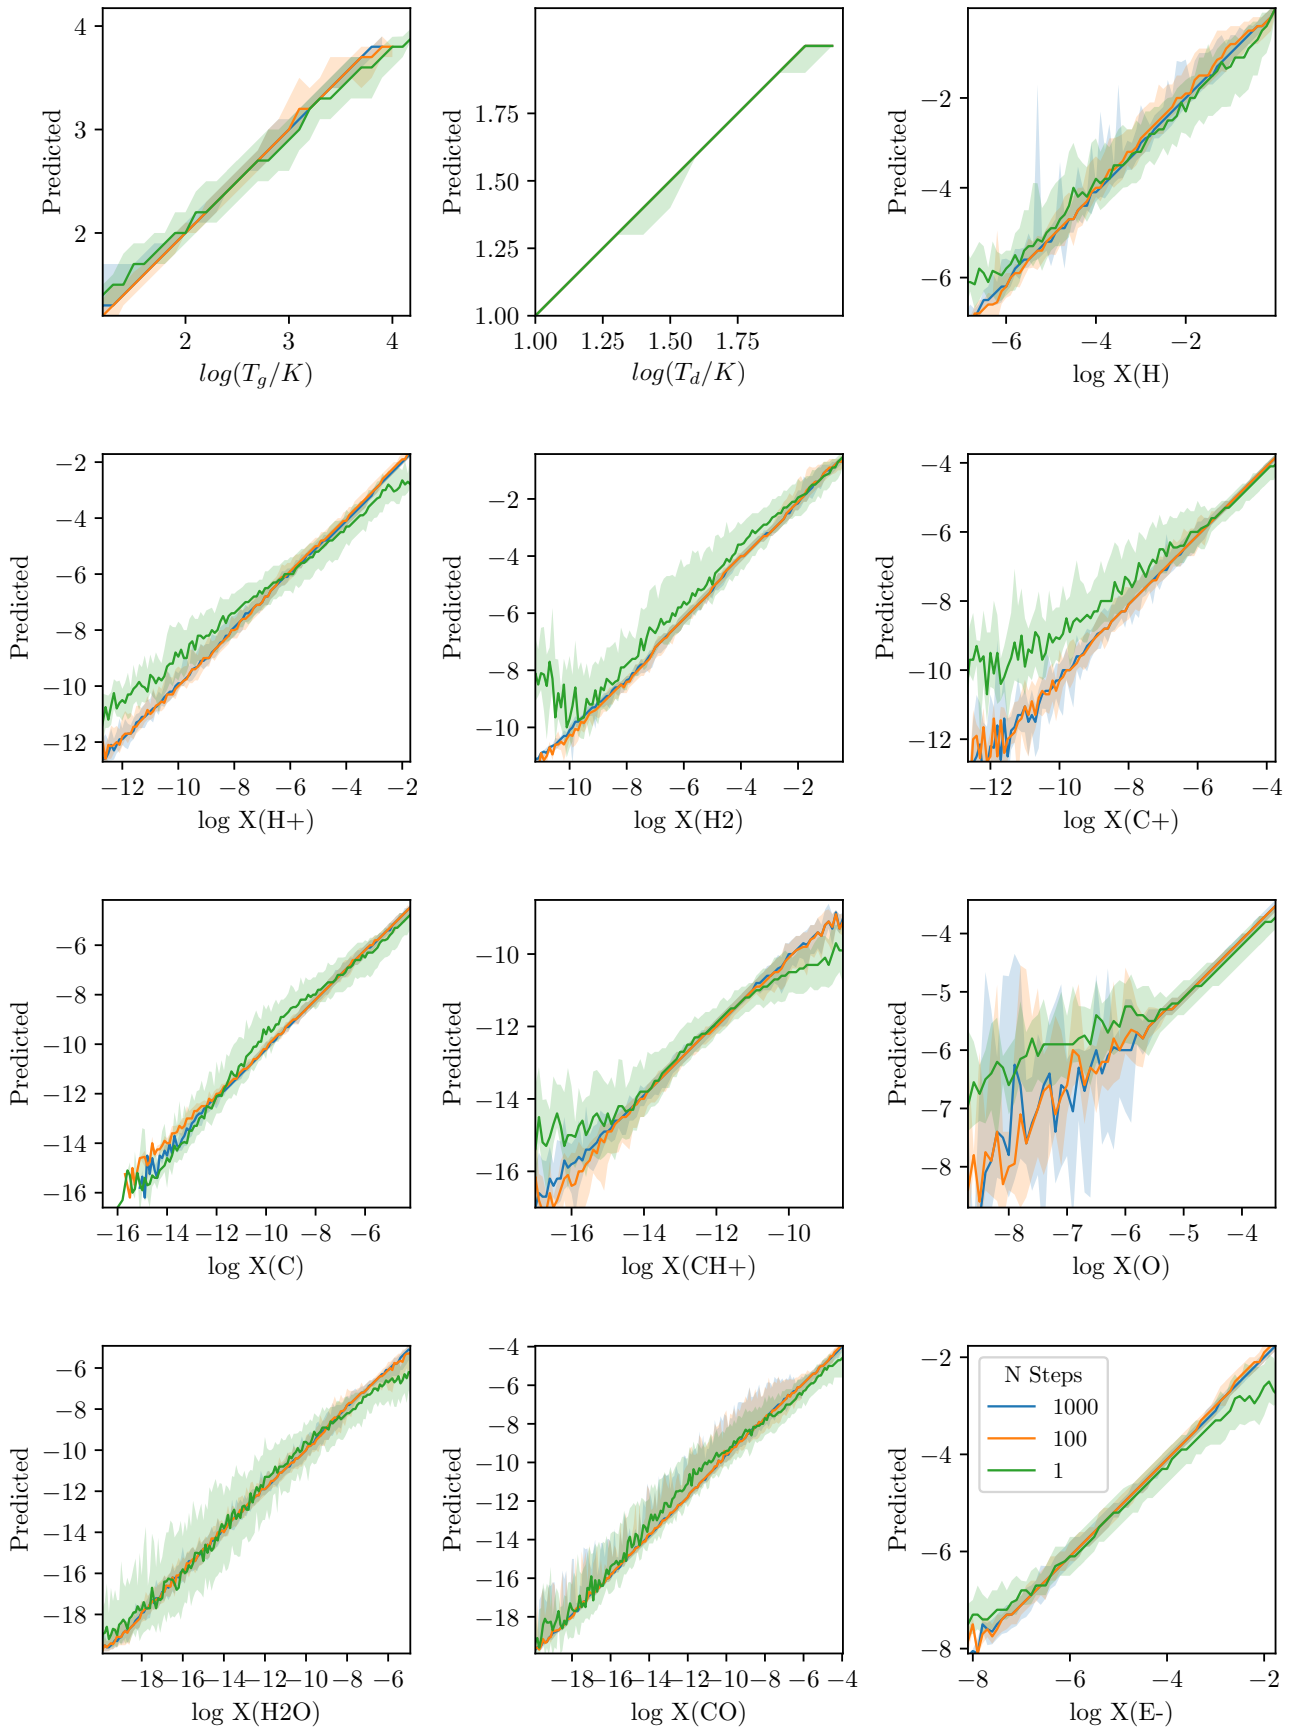 4
3
2
Predicted
2 3 4
log(T_g/K)
1.75
1.50
1.25
1.00
Predicted
1.00 1.25 1.50 1.75
log(T_d/K)
−2
−4
−6
Predicted
−6 −4 −2
log X(H)
−2
−4
−6
−8
−10
−12
Predicted
−12 −10 −8 −6 −4 −2
log X(H+)
−2
−4
−6
−8
−10
Predicted
−10 −8 −6 −4 −2
log X(H2)
−4
−6
−8
−10
−12
Predicted
−12 −10 −8 −6 −4
log X(C+)
−6
−8
−10
−12
−14
−16
Predicted
−16 −14 −12 −10 −8 −6
log X(C)
−10
−12
−14
−16
Predicted
−16 −14 −12 −10
log X(CH+)
−4
−5
−6
−7
−8
Predicted
−8 −7 −6 −5 −4
log X(O)
−6
−8
−10
−12
−14
−16
−18
Predicted
−18 −16 −14 −12 −10 −8 −6
log X(H2O)
−4
−6
−8
−10
−12
−14
−16
−18
Predicted
−18 −16 −14 −12 −10 −8 −6 −4
log X(CO)
−2
−4
−6
−8
Predicted
N Steps
1000
100
1
−8 −6 −4 −2
log X(E-)